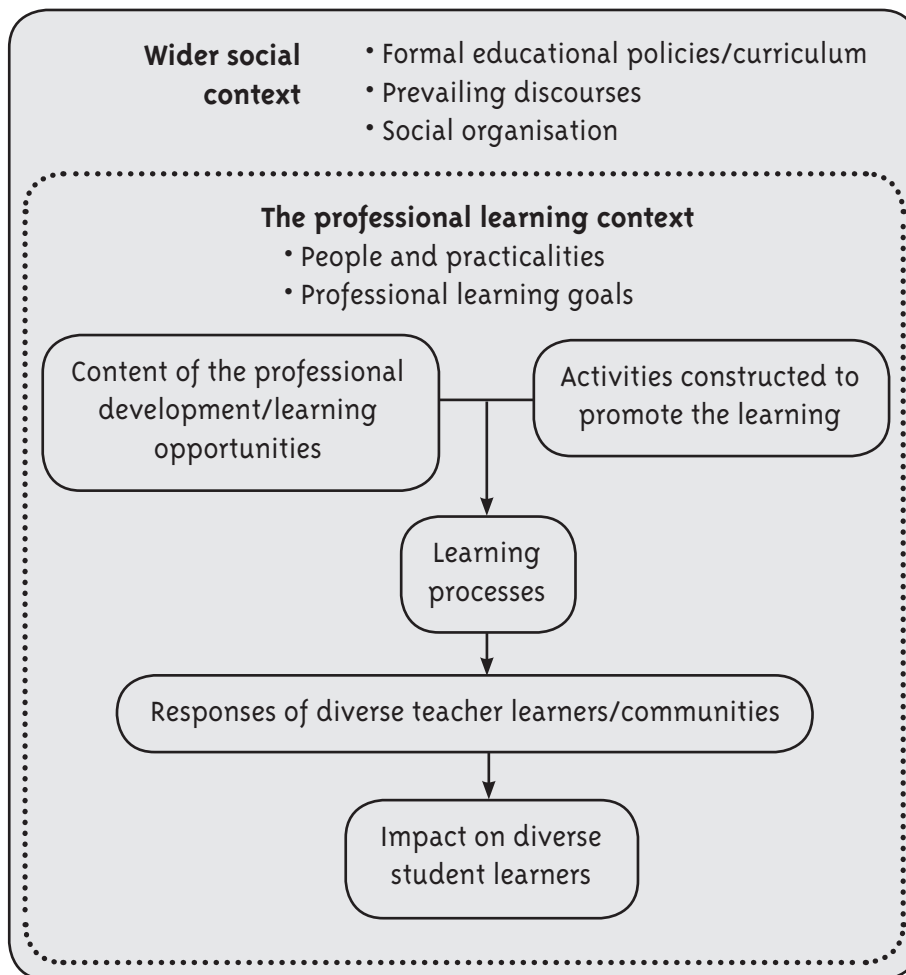 Wider social
context
• Formal educational policies/curriculum
• Prevailing discourses
• Social organisation
The professional learning context
• People and practicalities
• Professional learning goals
Content of the professional
development/learning
opportunities
Activities constructed to
promote the learning
Learning
processes
Responses of diverse teacher learners/communities
Impact on diverse
student learners